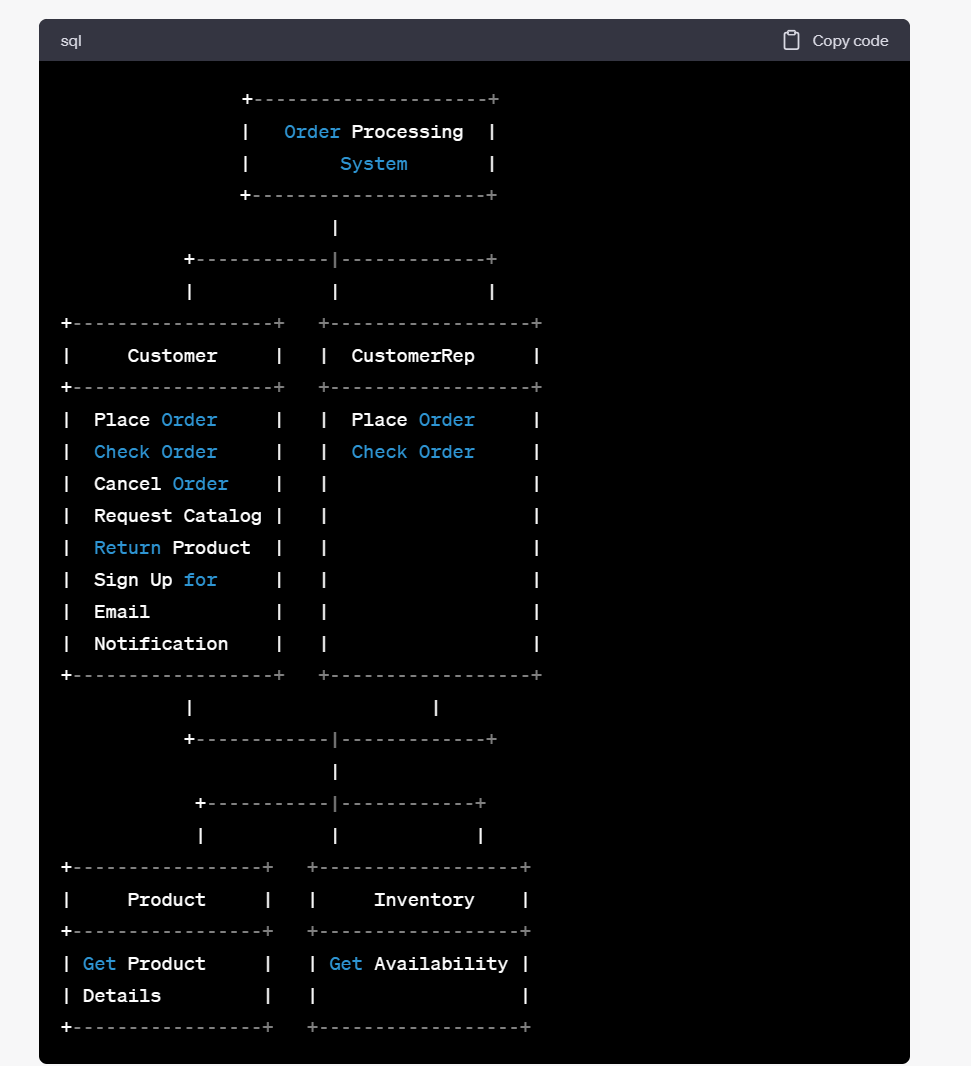 sql Copy code
+---------------------+
|   Order Processing  |
|        System       |
+---------------------+
|
+------------|-------------+
|            |             |
+------------------+   +------------------+
|     Customer     |   |  CustomerRep     |
+------------------+   +------------------+
|  Place Order     |   |  Place Order     |
|  Check Order     |   |  Check Order     |
|  Cancel Order    |   |                  |
|  Request Catalog |   |                  |
|  Return Product  |   |                  |
|  Sign Up for     |   |                  |
|  Email           |   |                  |
|  Notification    |   |                  |
+------------------+   +------------------+
|                     |
+------------|-------------+
|
+-----------|------------+
|           |            |
+-----------------+   +------------------+
|     Product     |   |     Inventory    |
+-----------------+   +------------------+
| Get Product     |   | Get Availability |
| Details         |   |                  |
+-----------------+   +------------------+